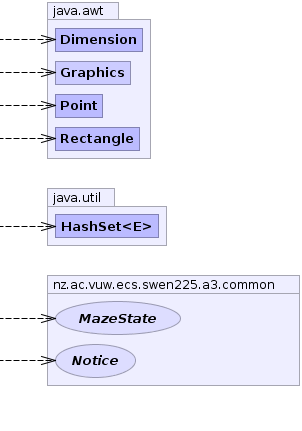 java.awt
Dimension
Graphics
Point
Rectangle
java.util
HashSet<E>
nz.ac.vuw.ecs.swen225.a3.common
MazeState
Notice